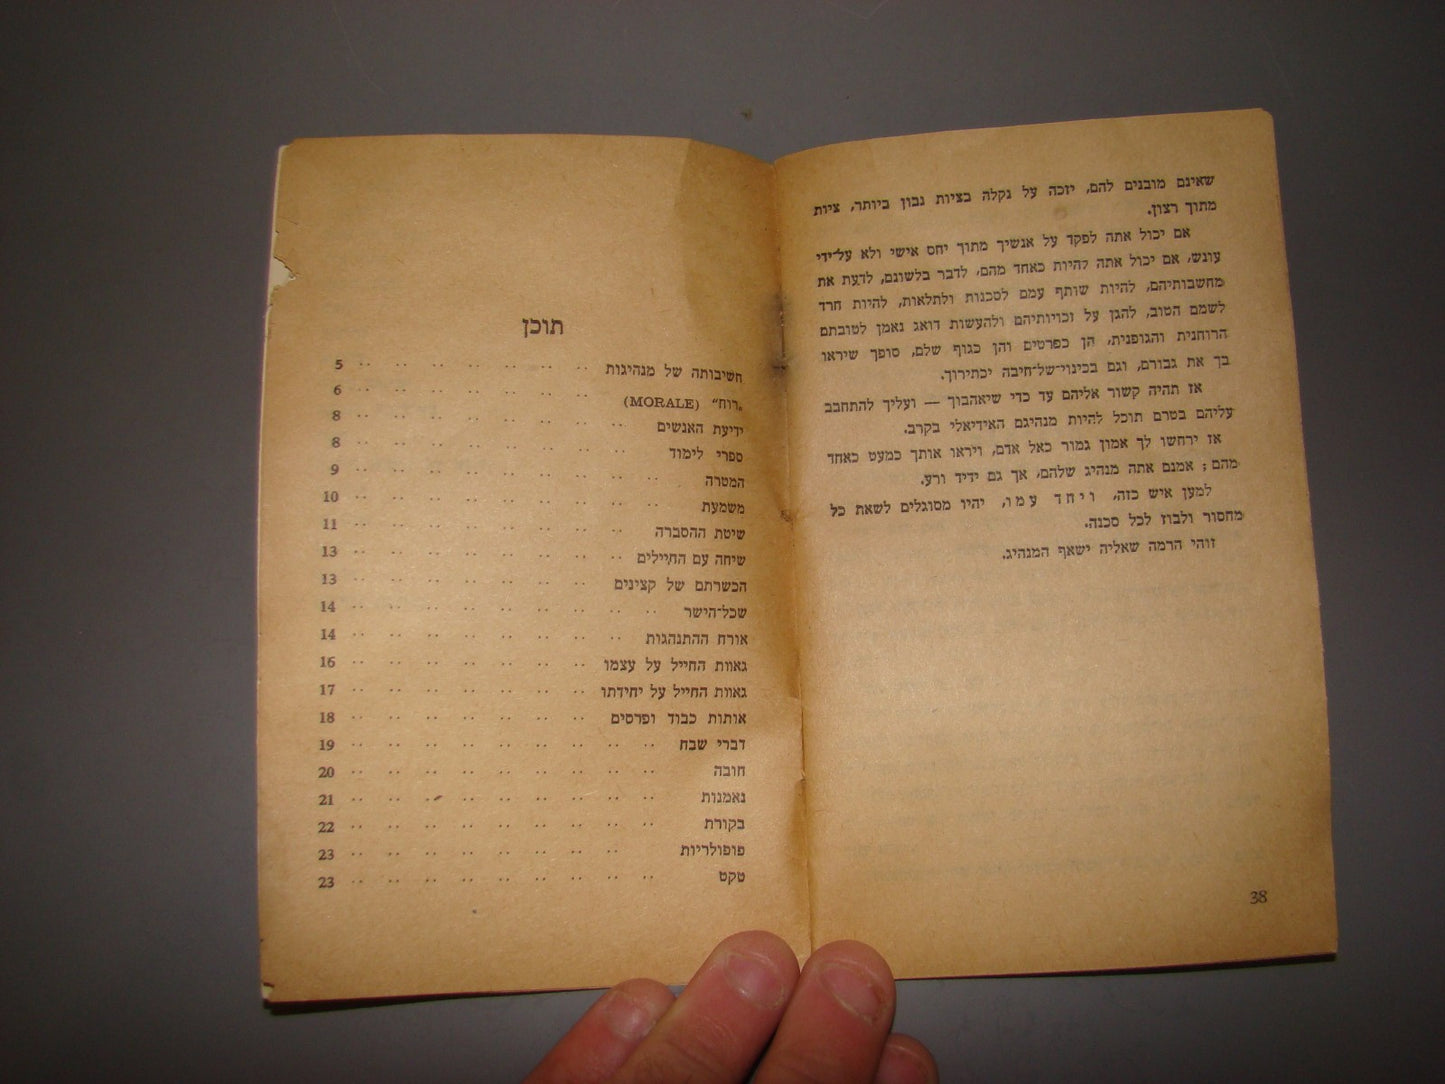 שאינם מובנים להם, יזכה על נקלה בציות נבון ביותר, ציות
מתוך רצון.
אם יכול אתה לפקד על אנשיך מתוך יחס אישי ולא על־ידי
עונש, אם יכול אתה להיות כאחד מהם, לדבר בלשונם, לדעת את
מחשבותיהם, להיות שותף עמם לסכנות ולתלאות, להיות חרד
לשמם הטוב, להגן על זכויותיהם ולהעשות דואג נאמן לטובתם
הרוחנית והגופנית, הן כפרטים והן כגוף שלם, סופך שיראו
בך את גבורם, וגם בכינוי־של־חיבה יכתירוך.
אז תהיה קשור אליהם עד כדי שיאהבוך — ועליך להתחבב
עליהם בטרם תוכל להיות מנהיגם האידיאלי בקרב.
אז ירחשו לך אמון גמור כאל אדם, ויראו אותך כמעט כאחד
מהם; אמנם אתה מנהיג שלהם, אך גם ידיד ורע.
למען איש כזה, ויחד עמו, יהיו מסוגלים לשאת כל
מחסור ולבוז לכל סכנה.
זוהי הרמה שאליה ישאף המנהיג.
38
תוכן
חשיבותה של מנהיגות .. .. .. .. .. .. .. 5
„רוח" (MORALE) .. .. .. .. .. .. 6
ידיעת האנשים .. .. .. .. .. .. .. .. 8
ספרי לימוד .. .. .. .. .. .. .. .. 8
המטרה .. .. .. .. .. .. .. .. .. 9
משמעת .. .. .. .. .. .. .. .. .. 10
שיטת ההסברה .. .. .. .. .. .. .. .. 11
שיחה עם החיילים .. .. .. .. .. .. .. .. 13
הכשרתם של קצינים .. .. .. .. .. .. .. 13
שכל־הישר .. .. .. .. .. .. .. .. .. 14
אורח ההתנהגות .. .. .. .. .. .. .. .. 14
גאוות החייל על עצמו .. .. .. .. .. .. .. 16
גאוות החייל על יחידתו .. .. .. .. .. .. .. 17
אותות כבוד ופרסים .. .. .. .. .. .. .. 18
דברי שבח .. .. .. .. .. .. .. .. .. 19
חובה .. .. .. .. .. .. .. .. .. 20
נאמנות .. .. .. .. .. .. .. .. .. 21
בקורת .. .. .. .. .. .. .. .. .. 22
פופולריות .. .. .. .. .. .. .. .. 23
טקט .. .. .. .. .. .. .. .. .. 23